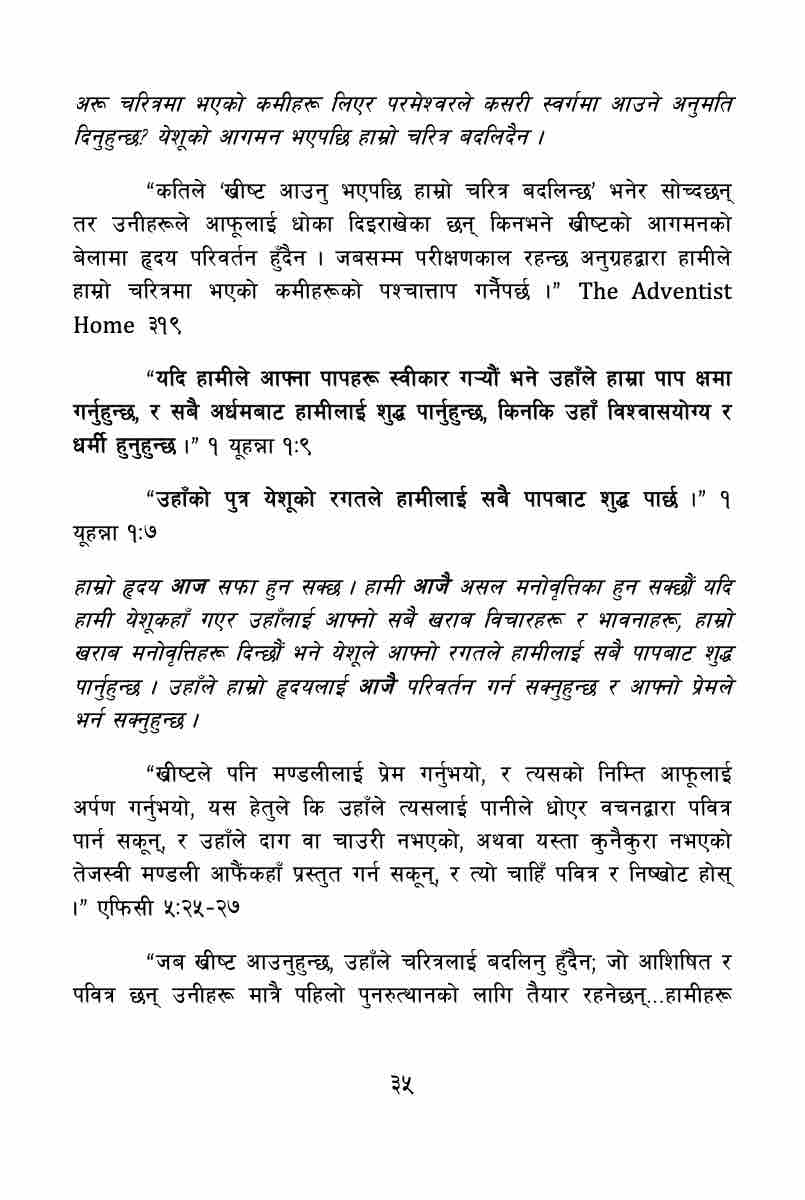 अरू चरित्रमा भएको कमीहरू लिएर परमेश्वरले कसरी स्वर्गमा आउने अनुमति
दिनुहुन्छ? येशूको आगमन भएपछि हाम्रो चरित्र बदलिदैन ।
“कतिले ‘ख्रीष्ट आउनु भएपछि हाम्रो चरित्र बदलिन्छ’ भनेर सोच्दछन्
तर उनीहरूले आफूलाई धोका दिइराखेका छन् किनभने ख्रीष्टको आगमनको
बेलामा हृदय परिवर्तन हुँदैन । जबसम्म परीक्षणकाल रहन्छ अनुग्रहद्वारा हामीले
हाम्रो चरित्रमा भएको कमीहरूको पश्चात्ताप गर्नैपर्छ ।” The Adventist
Home ३१९
“यदि हामीले आफ्ना पापहरू स्वीकार गर्‍यौं भने उहाँले हाम्रा पाप क्षमा
गर्नुहुन्छ, र सबै अर्धमबाट हामीलाई शुद्ध पार्नुहुन्छ, किनकि उहाँ विश्वासयोग्य र
धर्मी हुनुहुन्छ ।” १ यूहन्ना १:९
“उहाँको पुत्र येशूको रगतले हामीलाई सबै पापबाट शुद्ध पार्छ ।” १
यूहन्ना १:७
हाम्रो हृदय आज सफा हुन सक्छ । हामी आजै असल मनोवृत्तिका हुन सक्छौं यदि
हामी येशूकहाँ गएर उहाँलाई आफ्नो सबै खराब विचारहरू र भावनाहरू, हाम्रो
खराब मनोवृत्तिहरू दिन्छौं भने येशूले आफ्नो रगतले हामीलाई सबै पापबाट शुद्ध
पार्नुहुन्छ । उहाँले हाम्रो हृदयलाई आजै परिवर्तन गर्न सक्नुहुन्छ र आफ्नो प्रेमले
भर्न सक्नुहुन्छ ।
“ख्रीष्टले पनि मण्डलीलाई प्रेम गर्नुभयो, र त्यसको निम्ति आफूलाई
अर्पण गर्नुभयो, यस हेतुले कि उहाँले त्यसलाई पानीले धोएर वचनद्वारा पवित्र
पार्न सकून्, र उहाँले दाग वा चाउरी नभएको, अथवा यस्ता कुनैकुरा नभएको
तेजस्वी मण्डली आफैंकहाँ प्रस्तुत गर्न सकून्, र त्यो चाहिँ पवित्र र निष्खोट होस्
।” एफिसी ५:२५-२७
“जब ख्रीष्ट आउनुहुन्छ, उहाँले चरित्रलाई बदलिनु हुँदैन; जो आशिषित र
पवित्र छन् उनीहरू मात्रै पहिलो पुनरुत्थानको लागि तैयार रहनेछन्...हामीहरू
३५